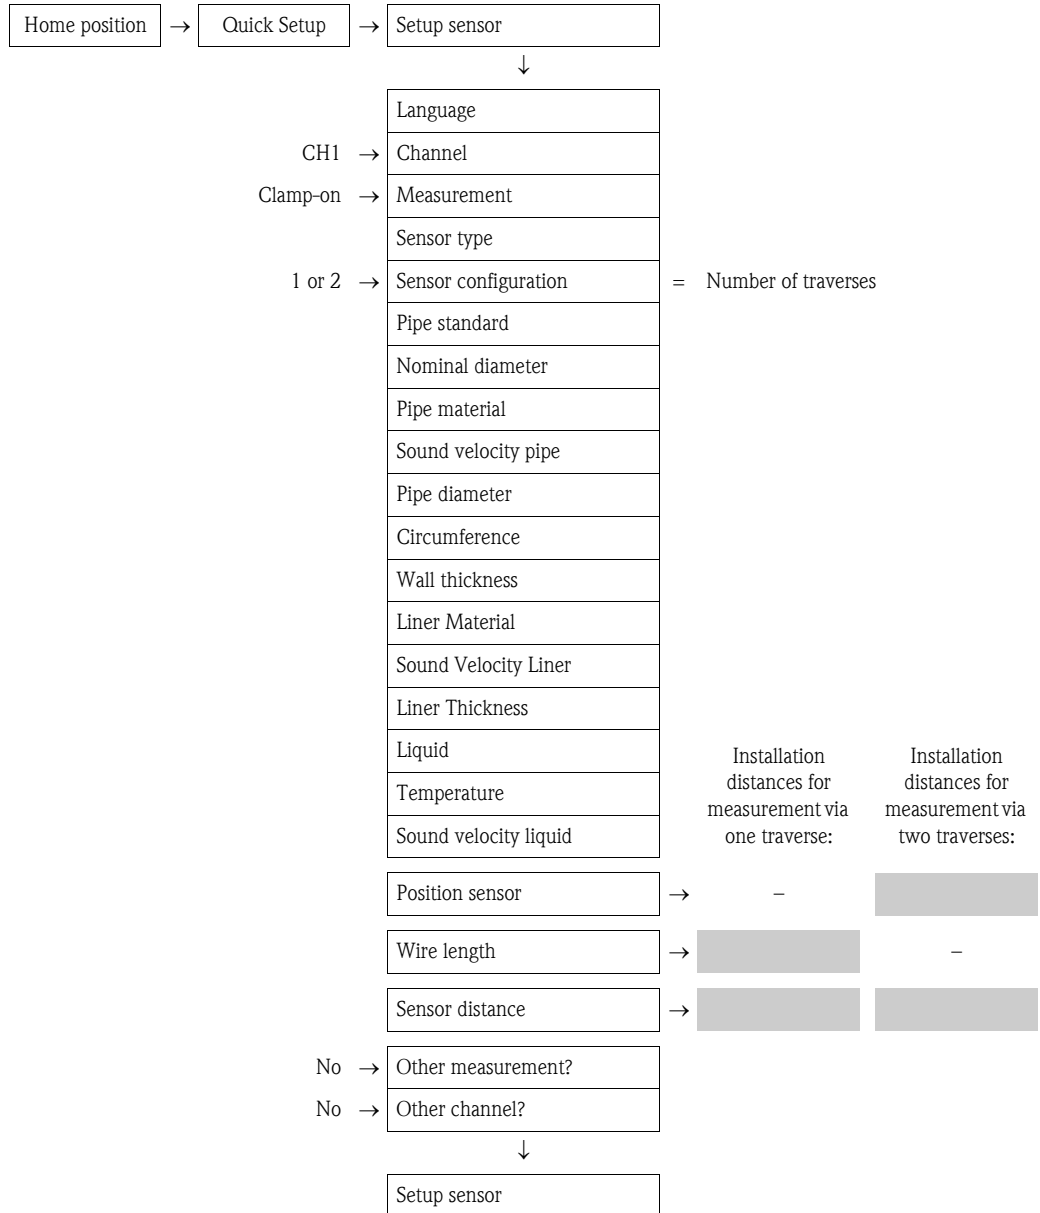 Home position → Quick Setup → Setup sensor
↓
Language
CH1 → Channel
Clamp-on → Measurement
Sensor type
1 or 2 → Sensor configuration = Number of traverses
Pipe standard
Nominal diameter
Pipe material
Sound velocity pipe
Pipe diameter
Circumference
Wall thickness
Liner Material
Sound Velocity Liner
Liner Thickness
Liquid
Temperature
Sound velocity liquid
Installation
distances for
measurement via
one traverse:
Installation
distances for
measurement via
two traverses:
Position sensor → –
Wire length → –
Sensor distance →
No → Other measurement?
No → Other channel?
↓
Setup sensor